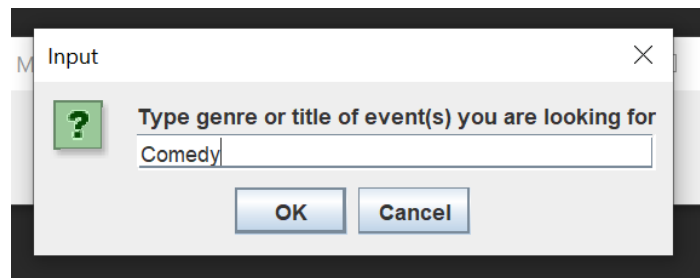 M
Input
?
Type genre or title of event(s) you are looking for
Comedy
OK
Cancel